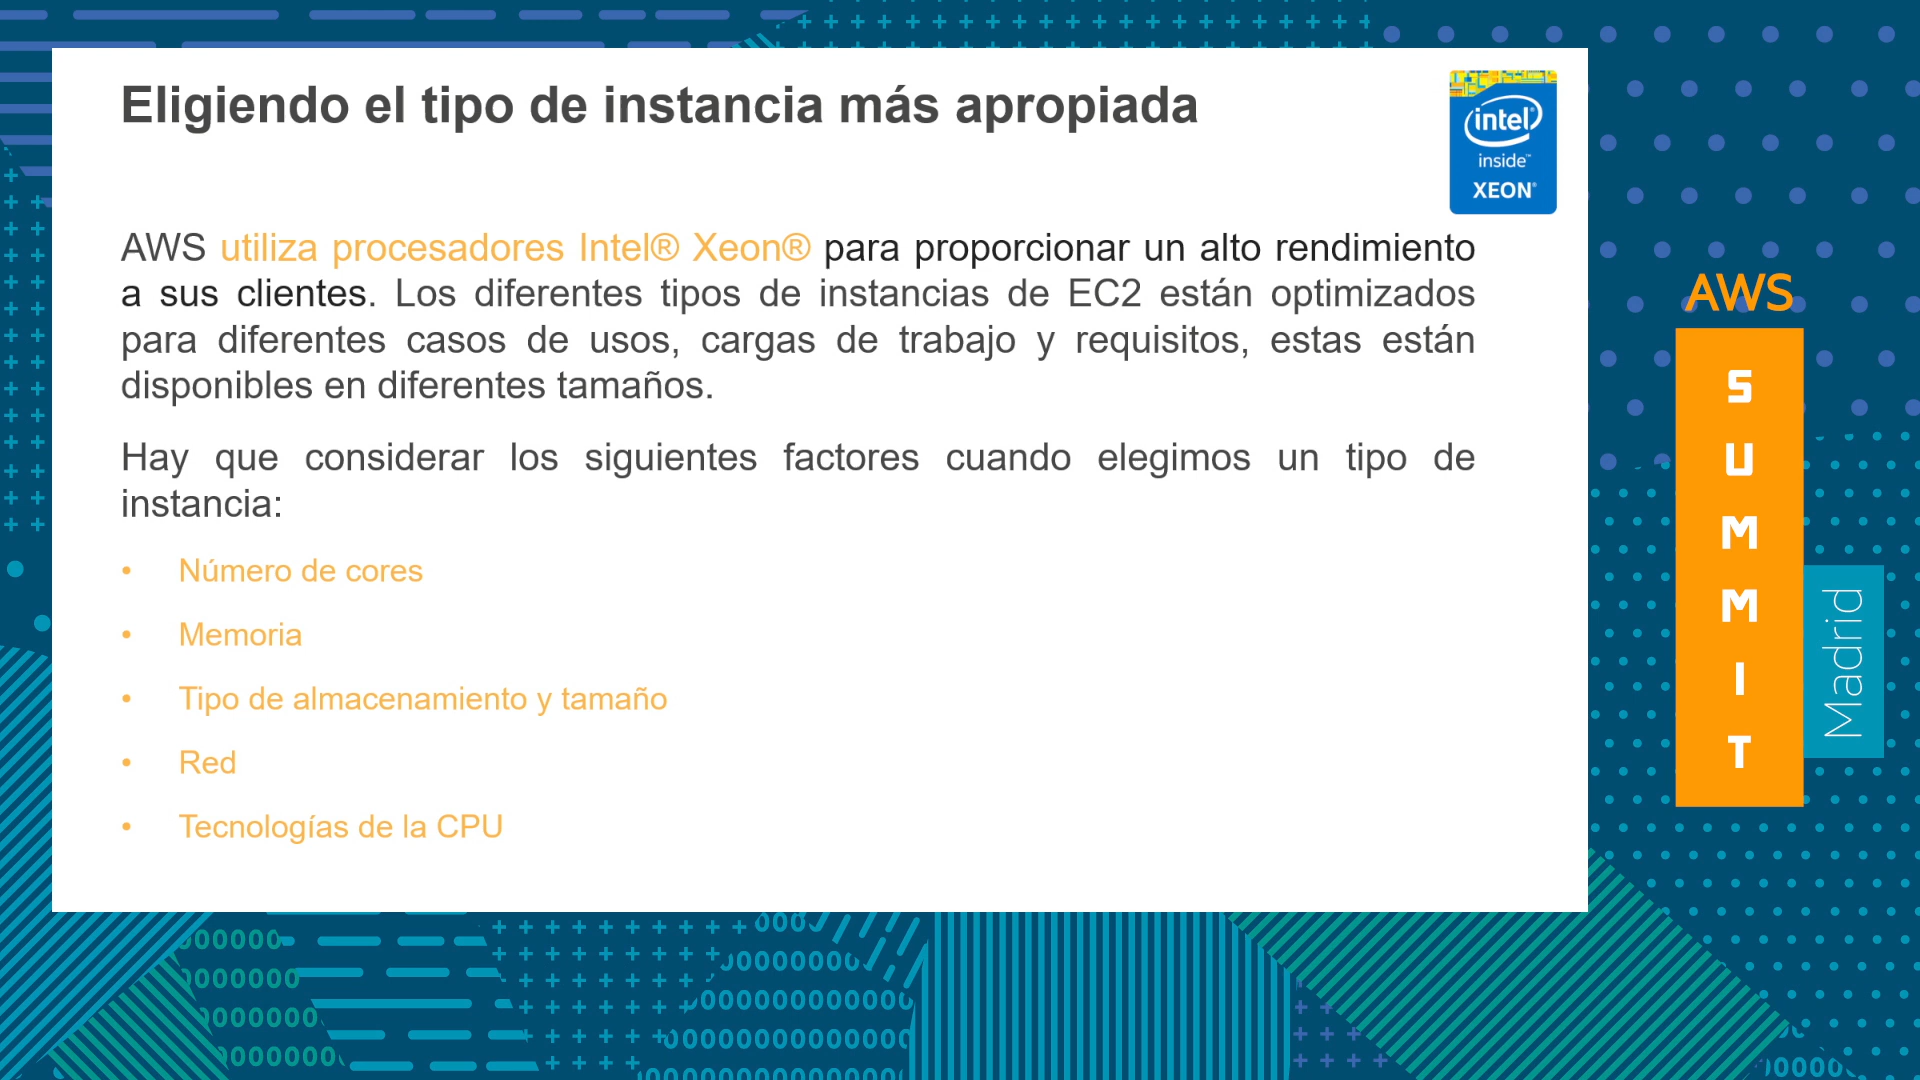 Eligiendo el tipo de instancia más apropiada
intel®
inside™
XEON®
AWS utiliza procesadores Intel® Xeon® para proporcionar un alto rendimiento
a sus clientes. Los diferentes tipos de instancias de EC2 están optimizados
para diferentes casos de usos, cargas de trabajo y requisitos, estas están
disponibles en diferentes tamaños.
Hay que considerar los siguientes factores cuando elegimos un tipo de
instancia:
• Número de cores
• Memoria
• Tipo de almacenamiento y tamaño
• Red
• Tecnologías de la CPU
AWS
SUMMIT
Madrid